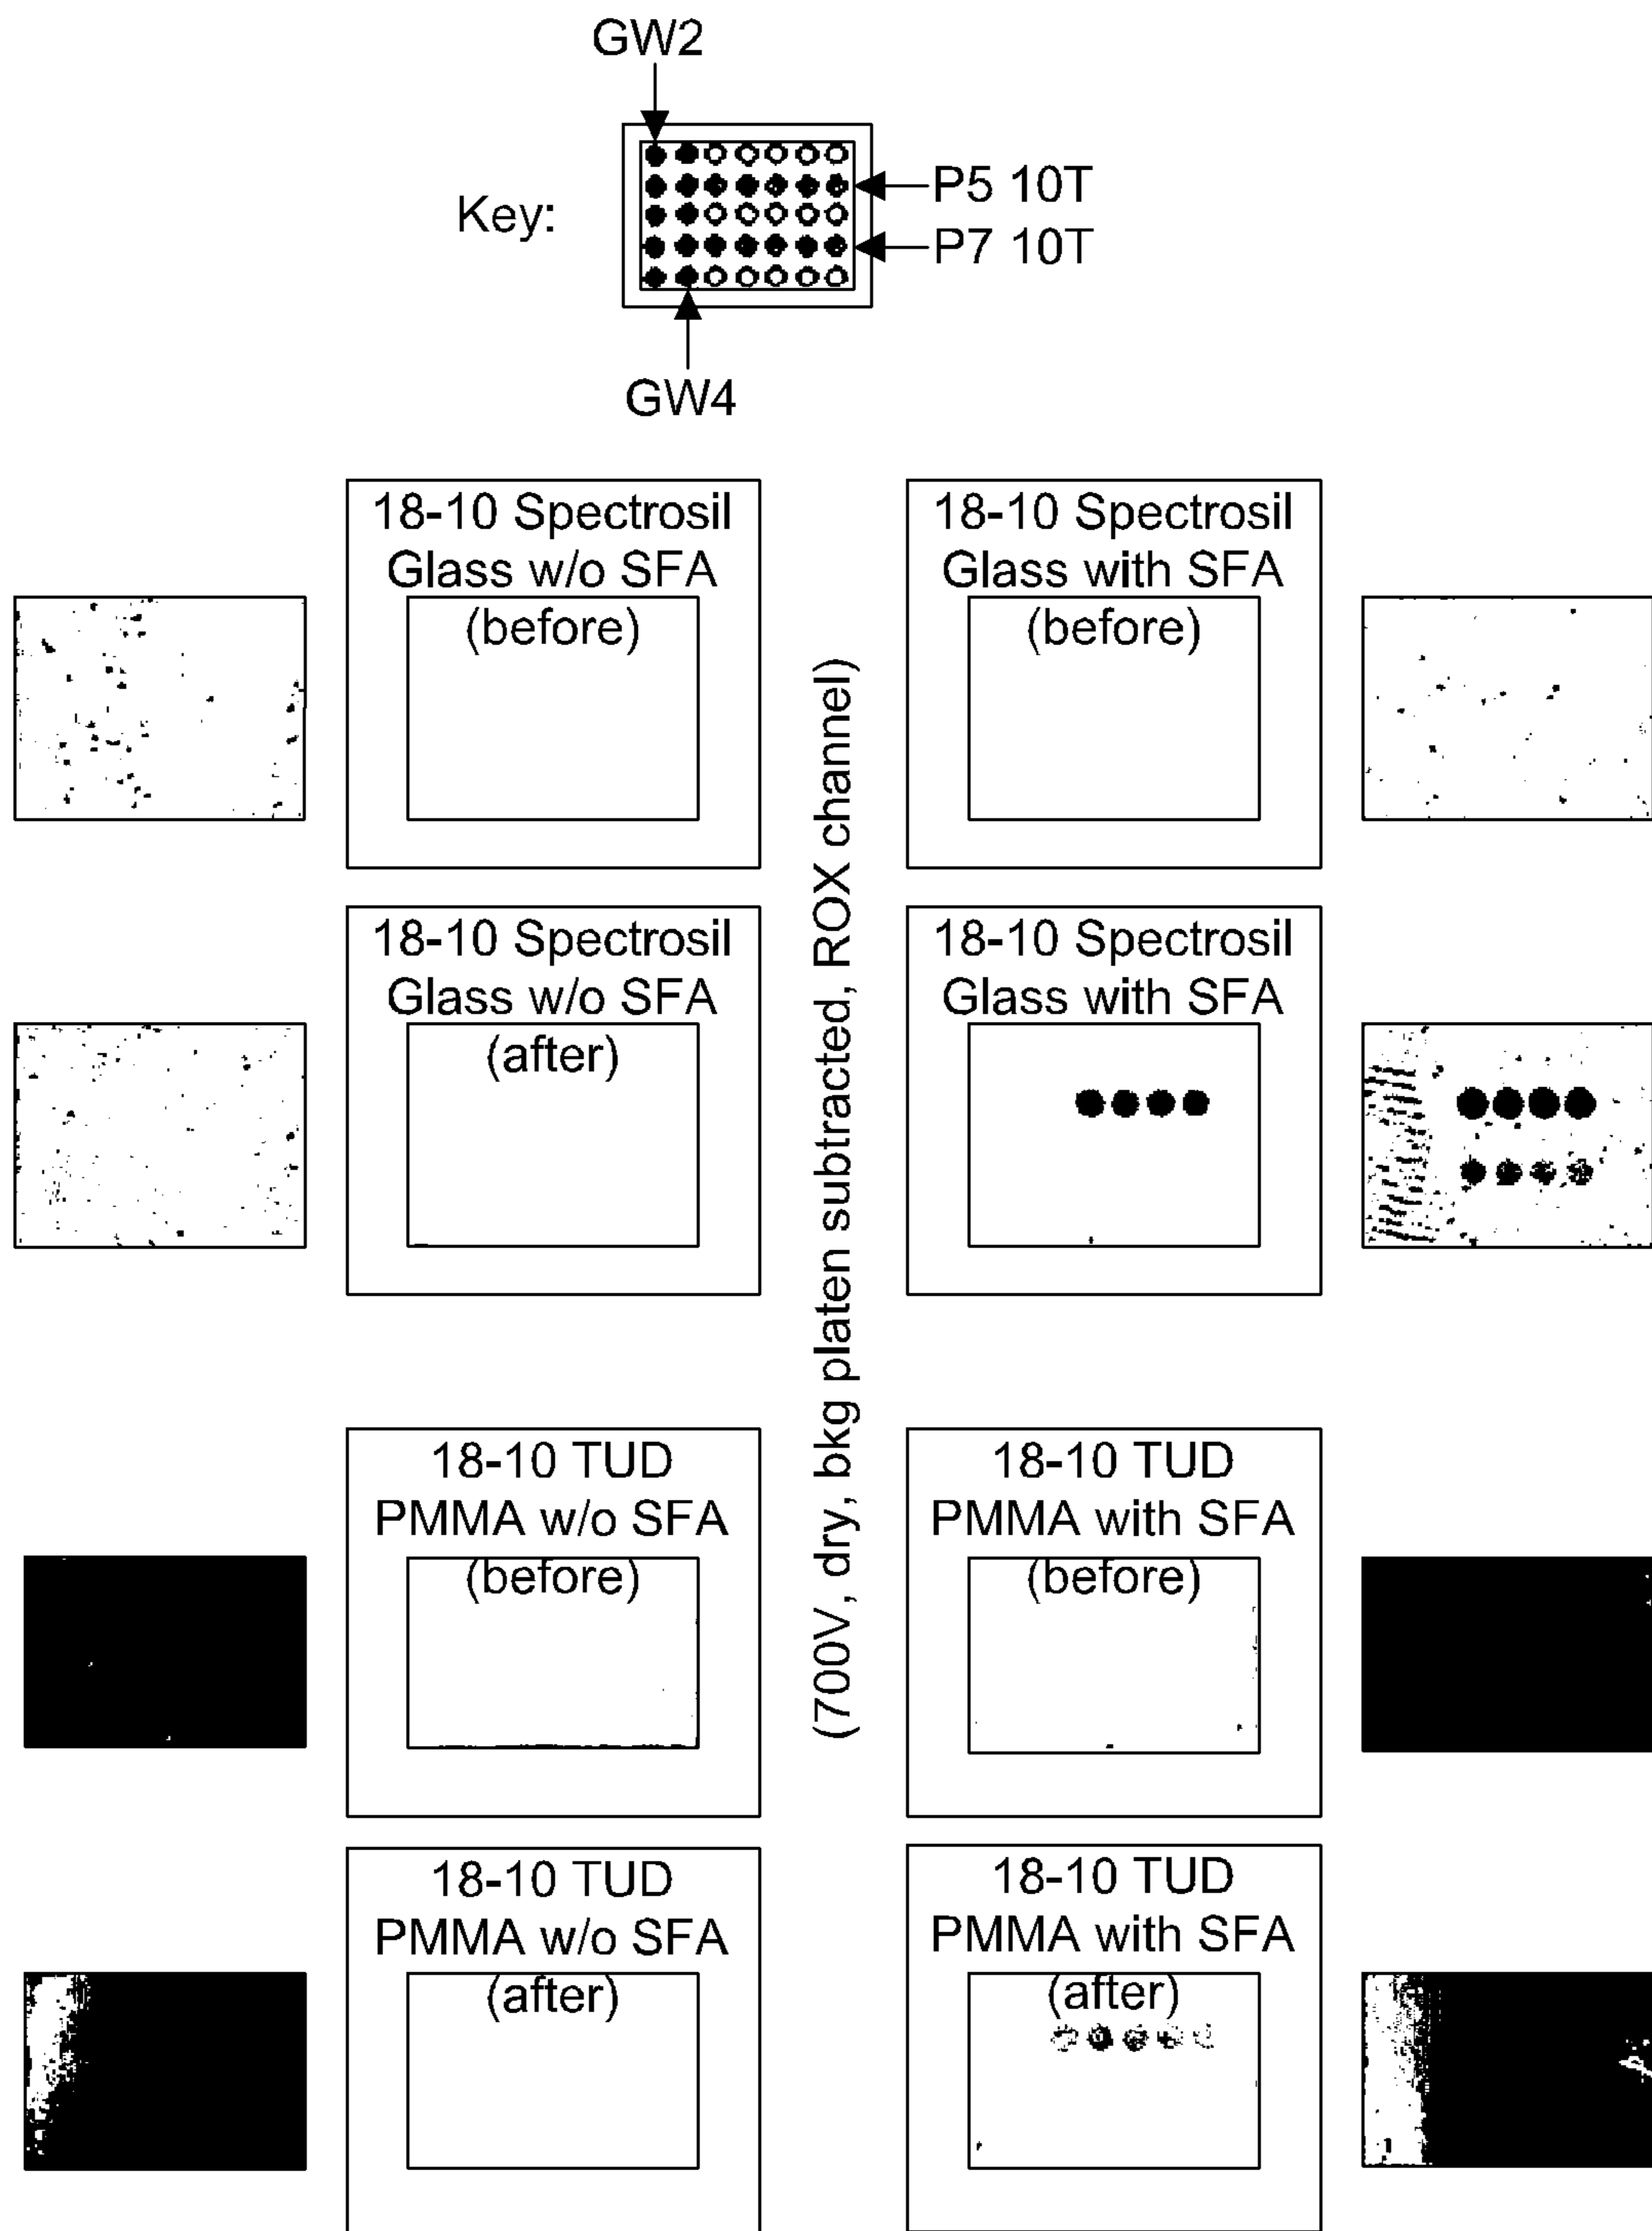 GW2
Key:
P5 10T
P7 10T
GW4
18-10 Spectrosil
Glass w/o SFA
(before)
18-10 Spectrosil
Glass with SFA
(before)
18-10 Spectrosil
Glass w/o SFA
(after)
18-10 Spectrosil
Glass with SFA
(700V, dry, bkg platen subtracted, ROX channel)
18-10 TUD
PMMA w/o SFA
(before)
18-10 TUD
PMMA with SFA
(before)
18-10 TUD
PMMA w/o SFA
(after)
18-10 TUD
PMMA with SFA
(after)